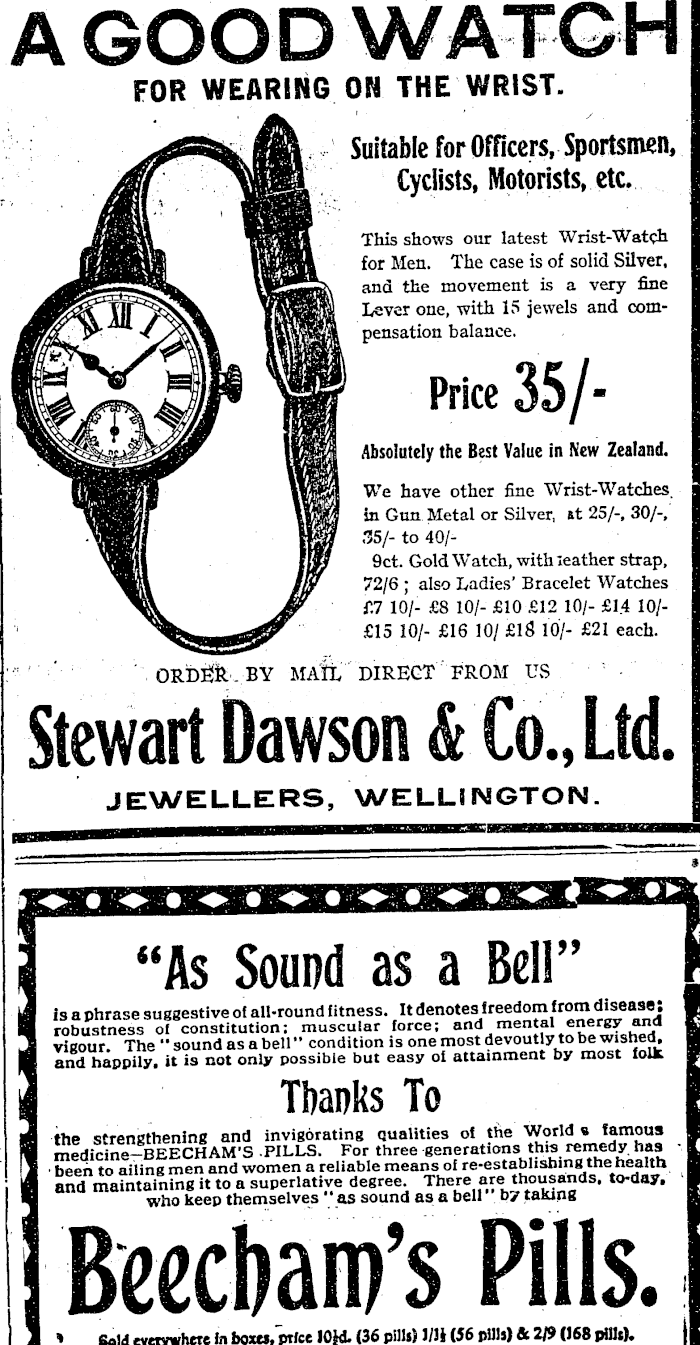 A GOOD WATCH
FOR WEARING ON THE WRIST.
Suitable for Officers, Sportsmen,
Cyclists, Motorists, etc.
This shows our latest Wrist-Watch
for Men. The case is of solid Silver,
and the movement is a very fine
Lever one, with 15 jewels and com-
pensation balance.
Price 35/-
Absolutely the Best Value in New Zealand.
We have other fine Wrist-Watches
in Gun Metal or Silver, at 25/-, 30/-,
35/- to 40/-
9ct. Gold Watch, with leather strap,
72/6 ; also Ladies' Bracelet Watches
£7 10/- £8 10/- £10 £12 10/- £14 10/-
£15 10/- £16 10/ £18 10/- £21 each.
ORDER BY MAIL DIRECT FROM US
Stewart Dawson & Co., Ltd.
JEWELLERS, WELLINGTON.
"As Sound as a Bell"
is a phrase suggestive of all-round fitness. It denotes freedom from disease;
robustness of constitution; muscular force; and mental energy and
vigour. The "sound as a bell" condition is one most devoutly to be wished,
and happily, it is not only possible but easy of attainment by most folk
Thanks To
the strengthening and invigorating qualities of the World s famous
medicine—BEECHAM'S PILLS. For three generations this remedy has
been to ailing men and women a reliable means of re-establishing the health
and maintaining it to a superlative degree. There are thousands, to-day,
who keep themselves "as sound as a bell" by taking
Beecham's Pills.
Sold everywhere in boxes, price 10½d. (36 pills) 1/1½ (56 pills) & 2/9 (168 pills).